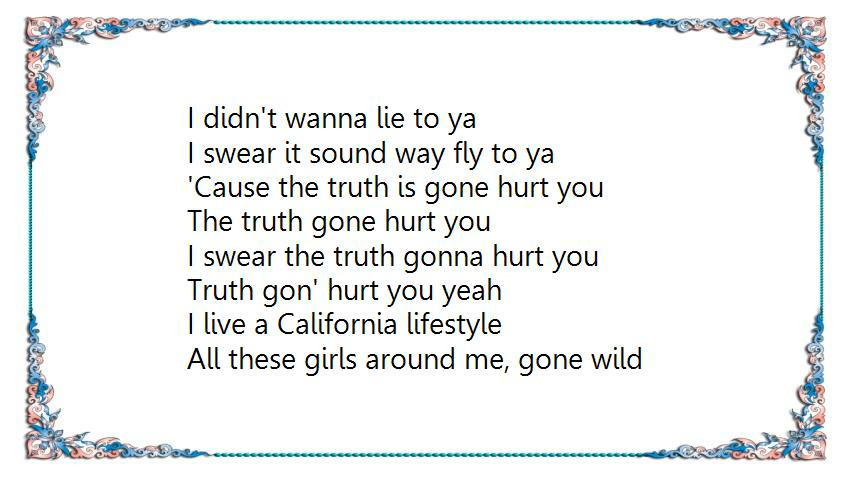 I didn't wanna lie to ya
I swear it sound way fly to ya
'Cause the truth is gone hurt you
The truth gone hurt you
I swear the truth gonna hurt you
Truth gon' hurt you yeah
I live a California lifestyle
All these girls around me, gone wild